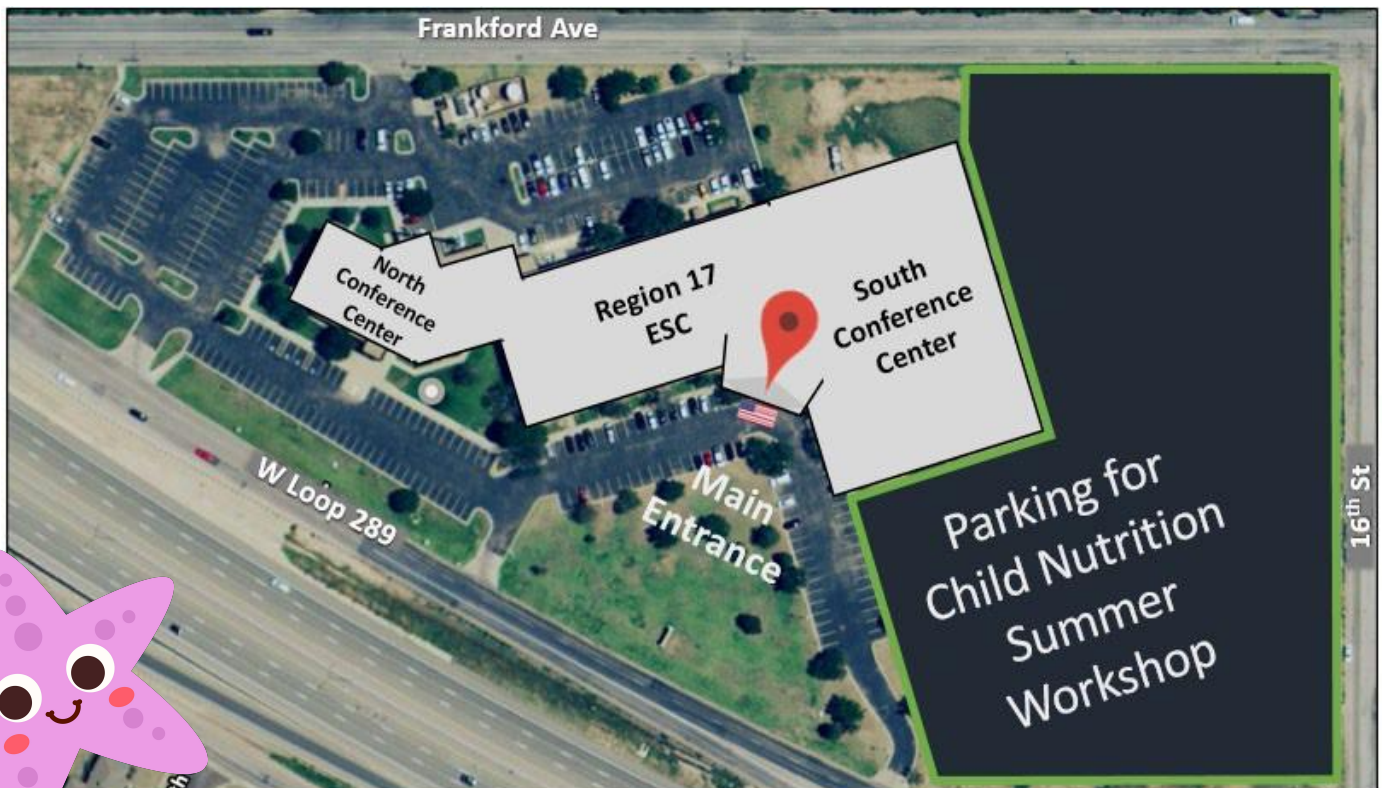 Frankford Ave
North
Conference
Center
Region 17
ESC
South
Conference
Center
W Loop 289
Main
Entrance
Parking for
Child Nutrition
Summer
Workshop
16th St